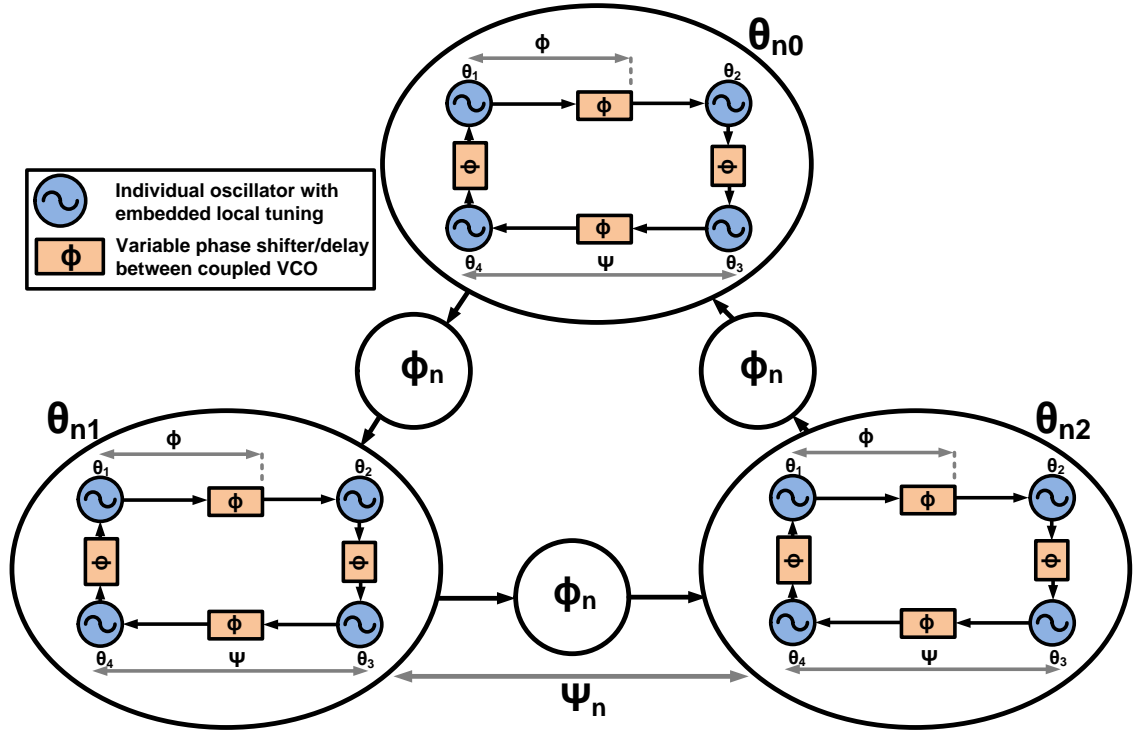 θn0
ϕ
θ1
θ2
ϕ
ϕ
ϕ
ϕ
θ4
Ψ
θ3
Individual oscillator with
embedded local tuning
ϕ
Variable phase shifter/delay
between coupled VCO
ϕn
ϕn
θn1
ϕ
θ1
θ2
ϕ
ϕ
ϕ
ϕ
θ4
Ψ
θ3
ϕn
Ψn
θn2
ϕ
θ1
θ2
ϕ
ϕ
ϕ
ϕ
θ4
Ψ
θ3